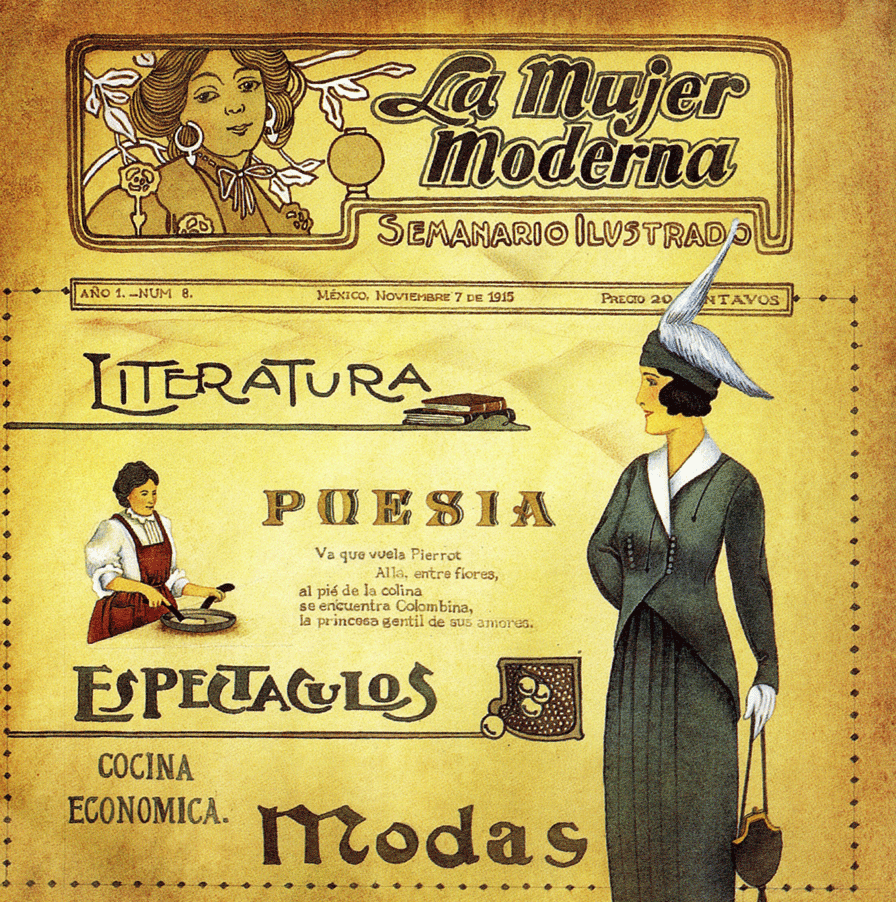 La Mujer
Moderna
SEMANARIO ILUSTRADO
AÑO 1. -NUM 8.
MÉXICO, NOVIEMBRE 7 DE 1915
PRECIO 20 NTAVOS
LITERATURA
POESIA
Va que vuela Pierrot
Allá, entre flores,
al pié de la colina
se encuentra Colombina,
la princesa gentil de sus amores.
ESPECTACULOS
COCINA
ECONOMICA.
Modas